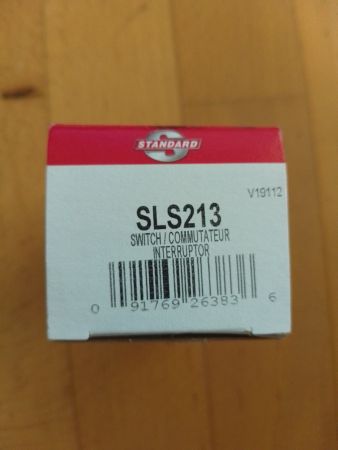 STANDARD
V19112
SLS213
SWITCH / COMMUTATEUR
INTERRUPTOR
0 91769 26383 6